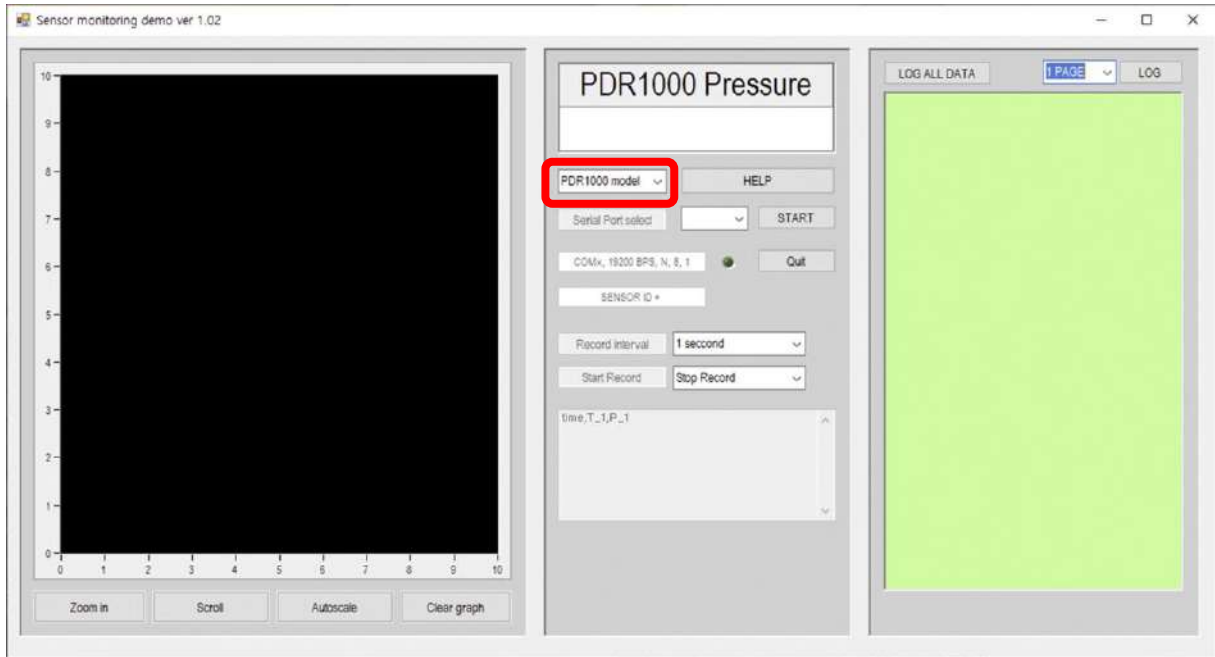 Sensor monitoring demo ver 1.02
10
9
8
7
6
5
4
3
2
1
0
0 1 2 3 4 5 6 7 8 9 10
Zoom in Scroll Autoscale Clear graph
PDR1000 Pressure
PDR1000 model HELP
Serial Port select START
COMx, 19200 BPS, N, 8, 1 Quit
SENSOR ID =
Record interval 1 seccond
Start Record Stop Record
time,T_1,P_1
LOG ALL DATA 1 PAGE LOG